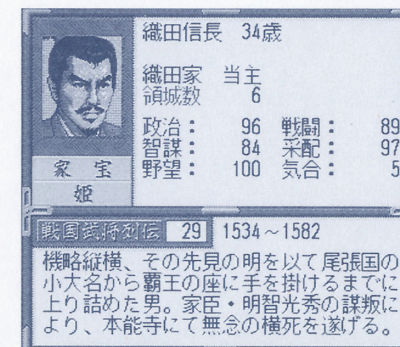 織田信長 34歳
織田家 当主
領城数 6
政治： 96 戦闘： 89
智謀： 84 采配： 97
野望： 100 気合： 5
家宝
姫
戦国武将列伝 29 1534～1582
機略縦横、その先見の明を以て尾張国の
小大名から覇王の座に手を掛けるまでに
上り詰めた男。家臣・明智光秀の謀叛に
より、本能寺にて無念の横死を遂げる。